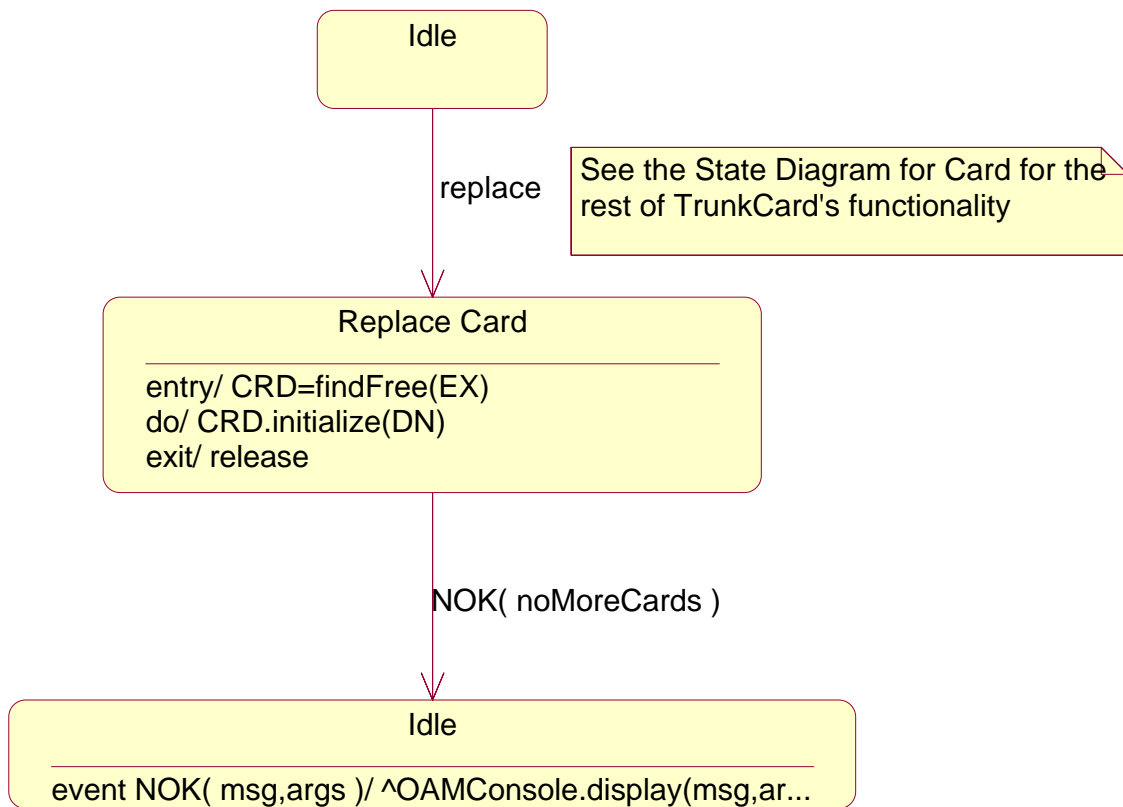 Idle
replace
See the State Diagram for Card for the
rest of TrunkCard's functionality
Replace Card
entry/ CRD=findFree(EX)
do/ CRD.initialize(DN)
exit/ release
NOK( noMoreCards )
Idle
event NOK( msg,args )/ ^OAMConsole.display(msg,ar...